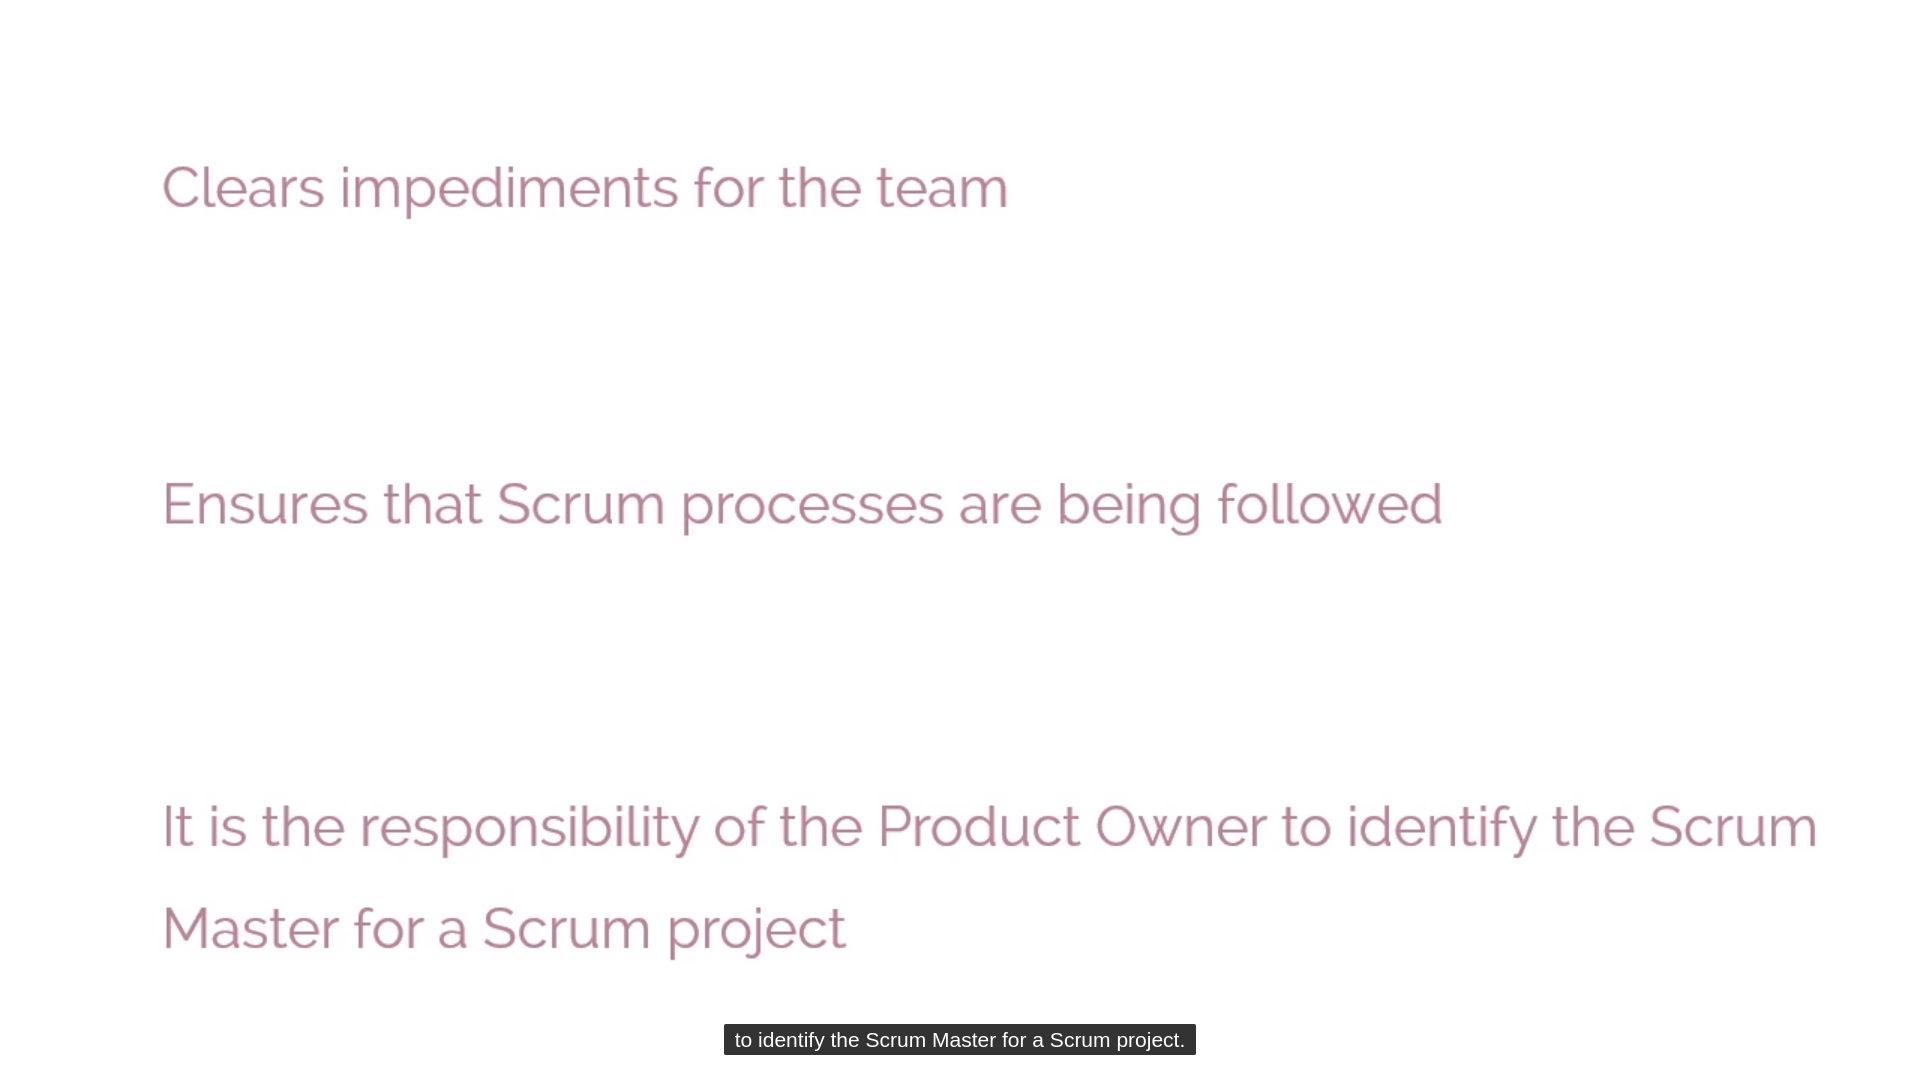 Clears impediments for the team
Ensures that Scrum processes are being followed
It is the responsibility of the Product Owner to identify the Scrum
Master for a Scrum project
to identify the Scrum Master for a Scrum project.